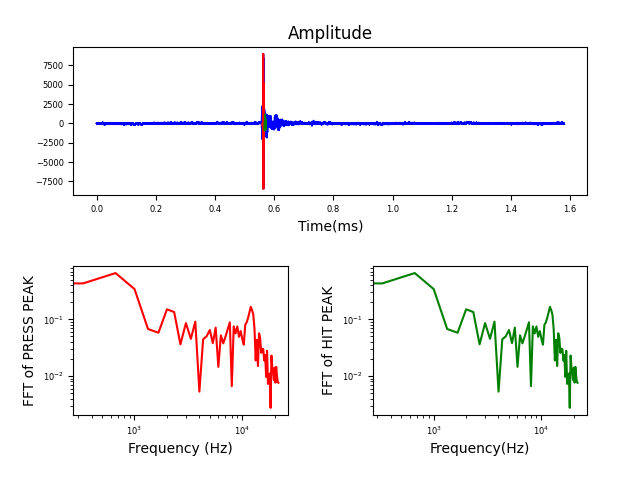 Amplitude
7500
5000
2500
0
−2500
−5000
−7500
0.0 0.2 0.4 0.6 0.8 1.0 1.2 1.4 1.6
Time(ms)
FFT of PRESS PEAK
10⁻¹
10⁻²
10³ 10⁴
Frequency (Hz)
FFT of HIT PEAK
10⁻¹
10⁻²
10³ 10⁴
Frequency(Hz)